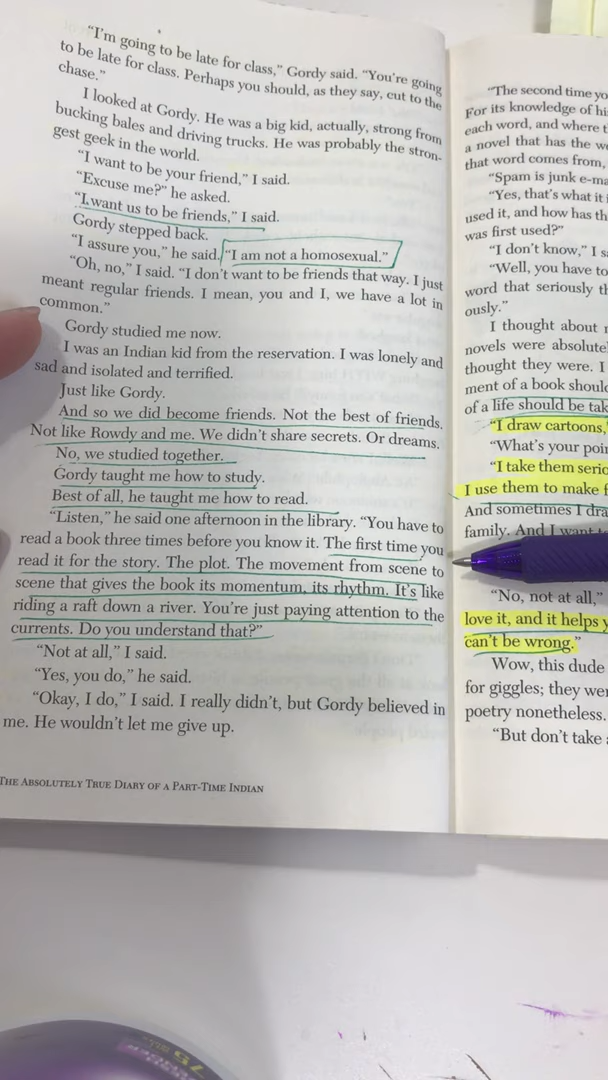 "I'm going to be late for class," Gordy said. "You're going
to be late for class. Perhaps you should, as they say, cut to the
chase."
I looked at Gordy. He was a big kid, actually, strong from
bucking bales and driving trucks. He was probably the stron-
gest geek in the world.
"I want to be your friend," I said.
"Excuse me?" he asked.
"I want us to be friends," I said.
Gordy stepped back.
"I assure you," he said. "I am not a homosexual."
"Oh, no," I said. "I don't want to be friends that way. I just
meant regular friends. I mean, you and I, we have a lot in
common."
Gordy studied me now.
I was an Indian kid from the reservation. I was lonely and
sad and isolated and terrified.
Just like Gordy.
And so we did become friends. Not the best of friends.
Not like Rowdy and me. We didn't share secrets. Or dreams.
No, we studied together.
Gordy taught me how to study.
Best of all, he taught me how to read.
"Listen," he said one afternoon in the library. "You have to
read a book three times before you know it. The first time you
read it for the story. The plot. The movement from scene to
scene that gives the book its momentum, its rhythm. It's like
riding a raft down a river. You're just paying attention to the
currents. Do you understand that?"
"Not at all," I said.
"Yes, you do," he said.
"Okay, I do," I said. I really didn't, but Gordy believed in
me. He wouldn't let me give up.
THE ABSOLUTELY TRUE DIARY OF A PART-TIME INDIAN
"The second time yo
For its knowledge of hi
each word, and where t
a novel that has the w
that word comes from,
"Spam is junk e-ma
"Yes, that's what it i
used it, and how has th
was first used?"
"I don't know," I s
"Well, you have to
word that seriously th
ously."
I thought about
novels were absolute
thought they were. I
ment of a book shoul
of a life should be tak
"I draw cartoons,"
"What's your poi
"I take them seri
I use them to make f
And sometimes I dra
family. And I want
"No, not at all,"
love it, and it helps y
can't be wrong."
Wow, this dude
for giggles; they we
poetry nonetheless.
"But don't take
75